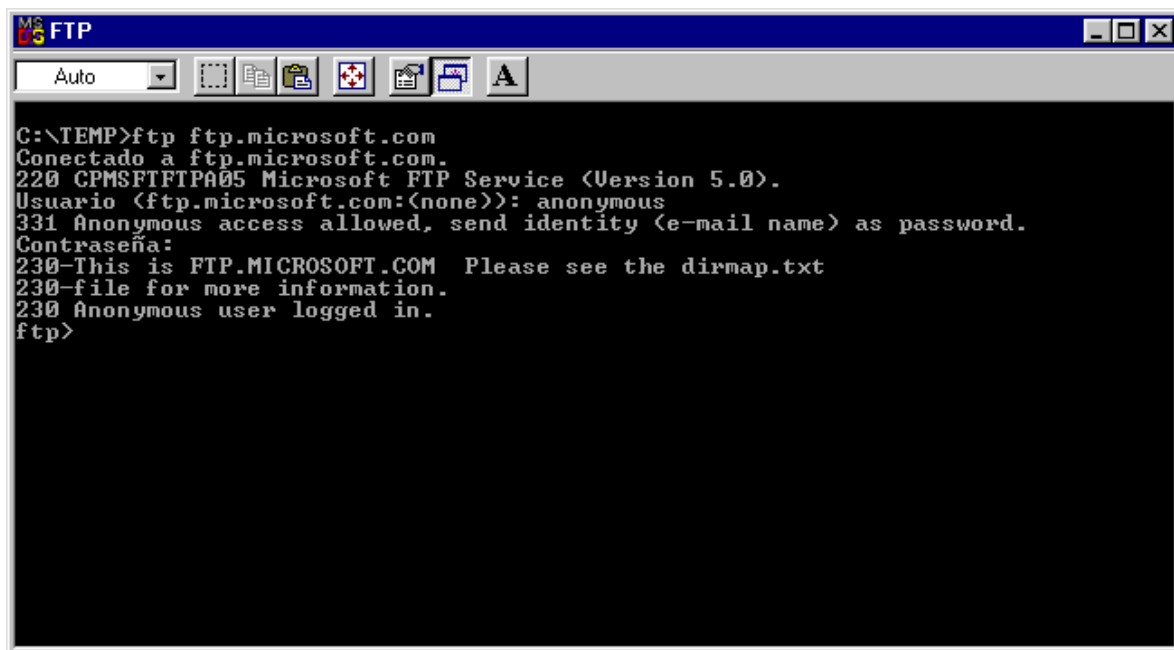 MS DOS FTP
Auto A
C:\TEMP>ftp ftp.microsoft.com
Conectado a ftp.microsoft.com.
220 CPMSFTFTPA05 Microsoft FTP Service (Version 5.0).
Usuario (ftp.microsoft.com:(none)): anonymous
331 Anonymous access allowed, send identity (e-mail name) as password.
Contraseña:
230-This is FTP.MICROSOFT.COM  Please see the dirmap.txt
230-file for more information.
230 Anonymous user logged in.
ftp>